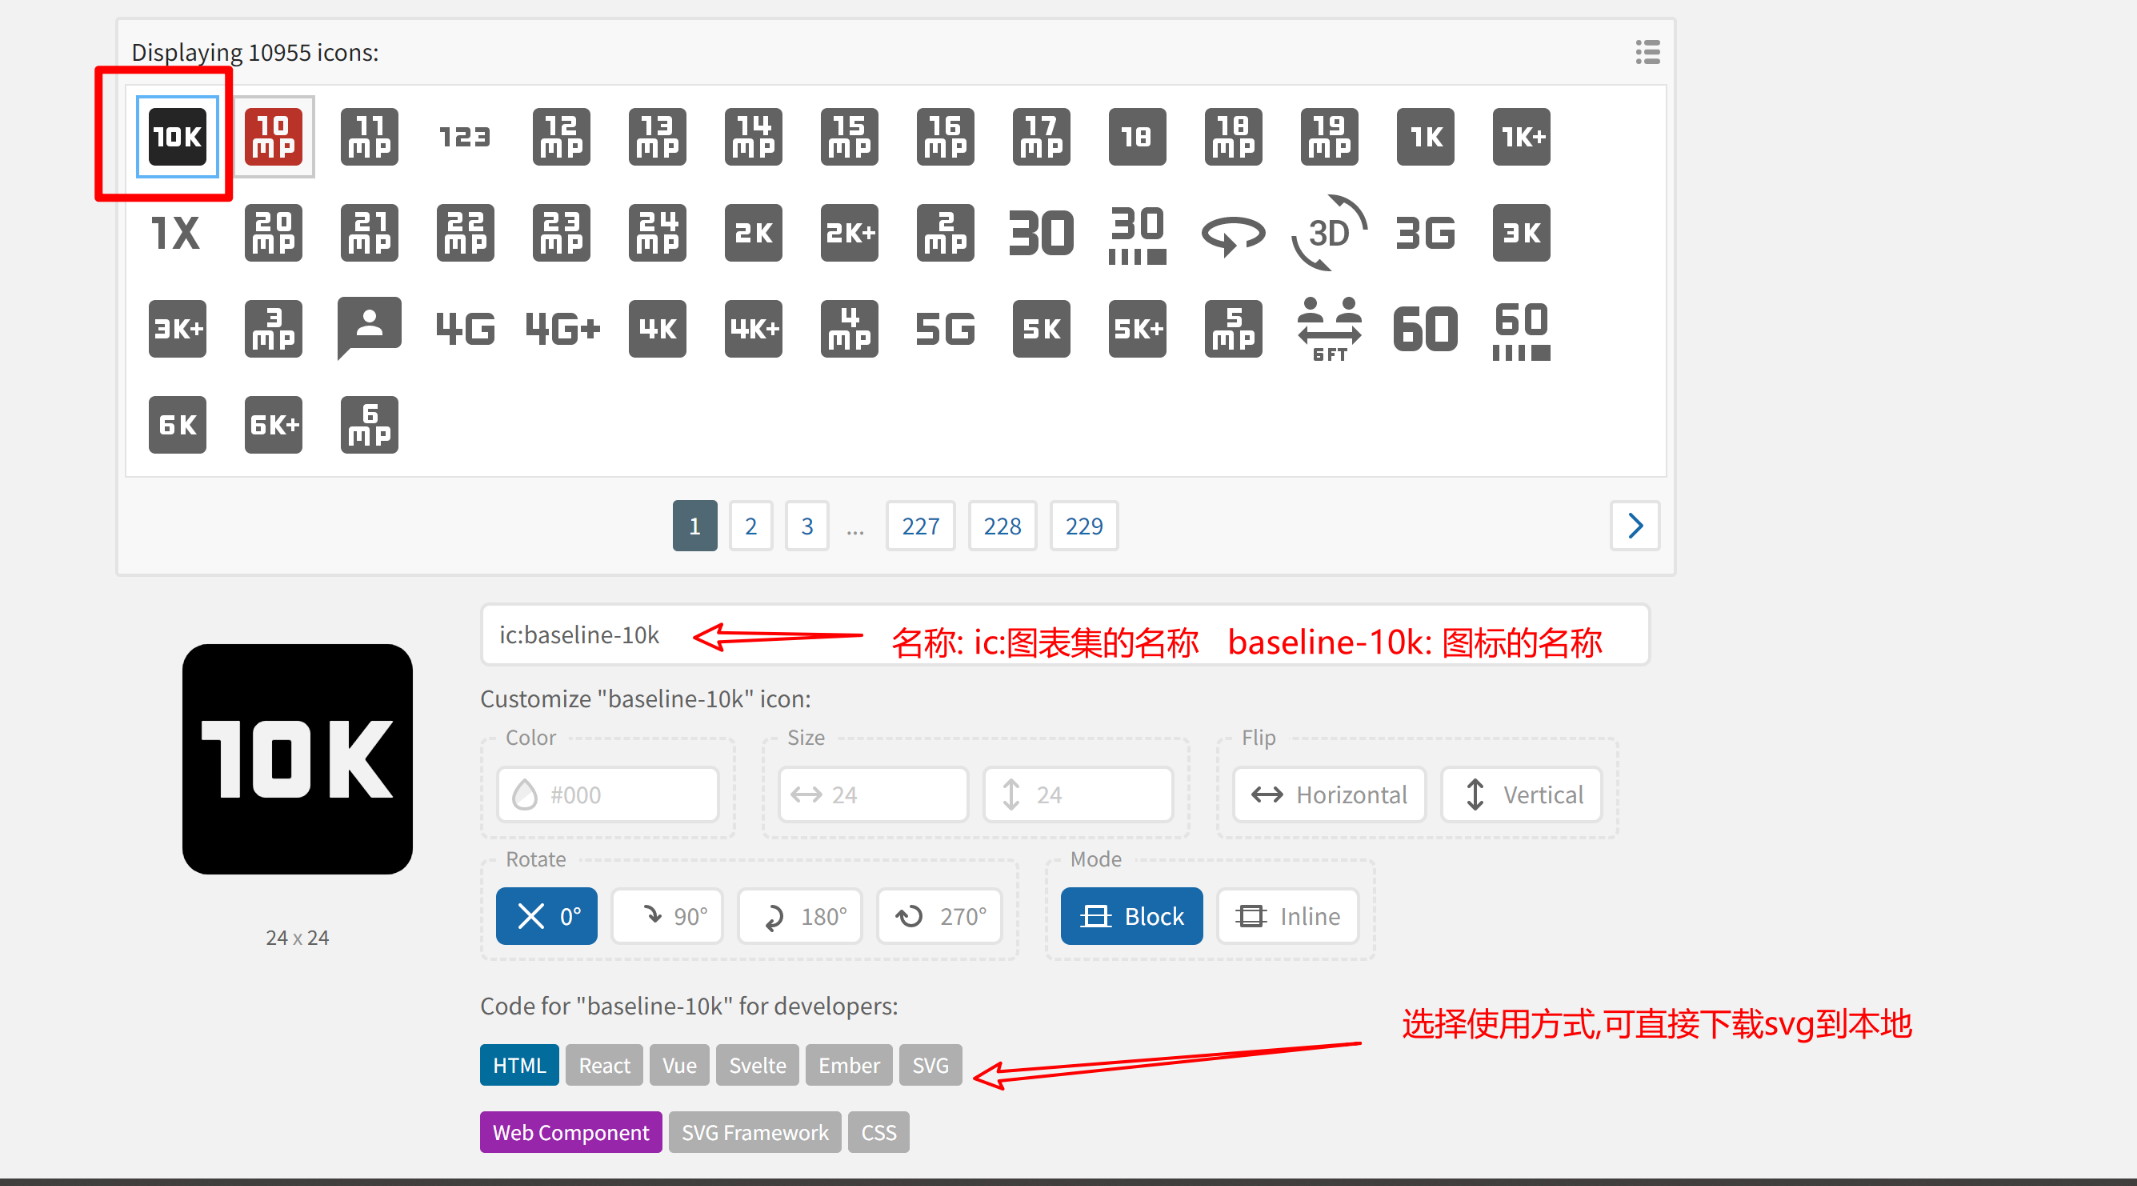 Displaying 10955 icons:
10K 10 MP 11 MP 123 12 MP 13 MP 14 MP 15 MP 16 MP 17 MP 18 18 MP 19 MP 1K 1K+
1X 20 MP 21 MP 22 MP 23 MP 24 MP 2K 2K+ 2 MP 30 30 3D 3G 3K
3K+ 3 MP 4G 4G+ 4K 4K+ 4 MP 5G 5K 5K+ 5 MP 6FT 60 60
6K 6K+ 6 MP
1 2 3 ... 227 228 229
ic:baseline-10k 名称: ic:图表集的名称 baseline-10k: 图标的名称
10K
24 x 24
Customize "baseline-10k" icon:
Color Size Flip
#000 24 24 Horizontal Vertical
Rotate Mode
0° 90° 180° 270° Block Inline
Code for "baseline-10k" for developers:
选择使用方式,可直接下载svg到本地
HTML React Vue Svelte Ember SVG
Web Component SVG Framework CSS